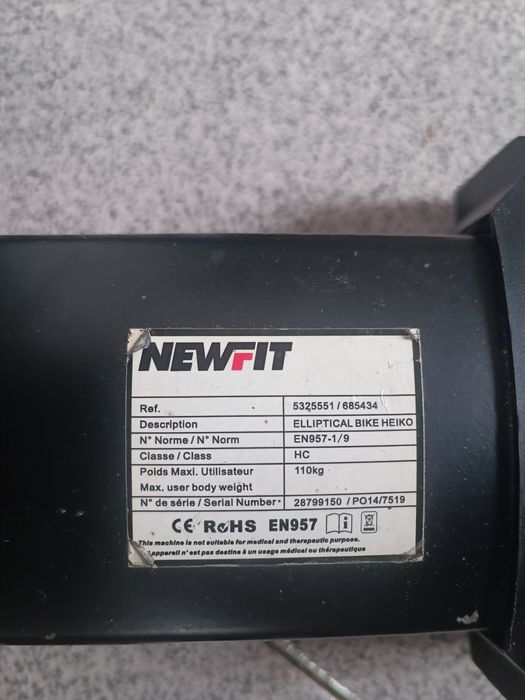 NEWFIT
Ref. 5325551 / 685434
Description ELLIPTICAL BIKE HEIKO
N° Norme / N° Norm EN957-1/9
Classe / Class HC
Poids Maxi. Utilisateur 110kg
Max. user body weight
N° de série / Serial Number 28799150 / PO14/7519
CE RoHS EN957 i
This machine is not suitable for medical and therapeutic purpose.
L'appareil n'est pas destiné à un usage médical ou thérapeutique